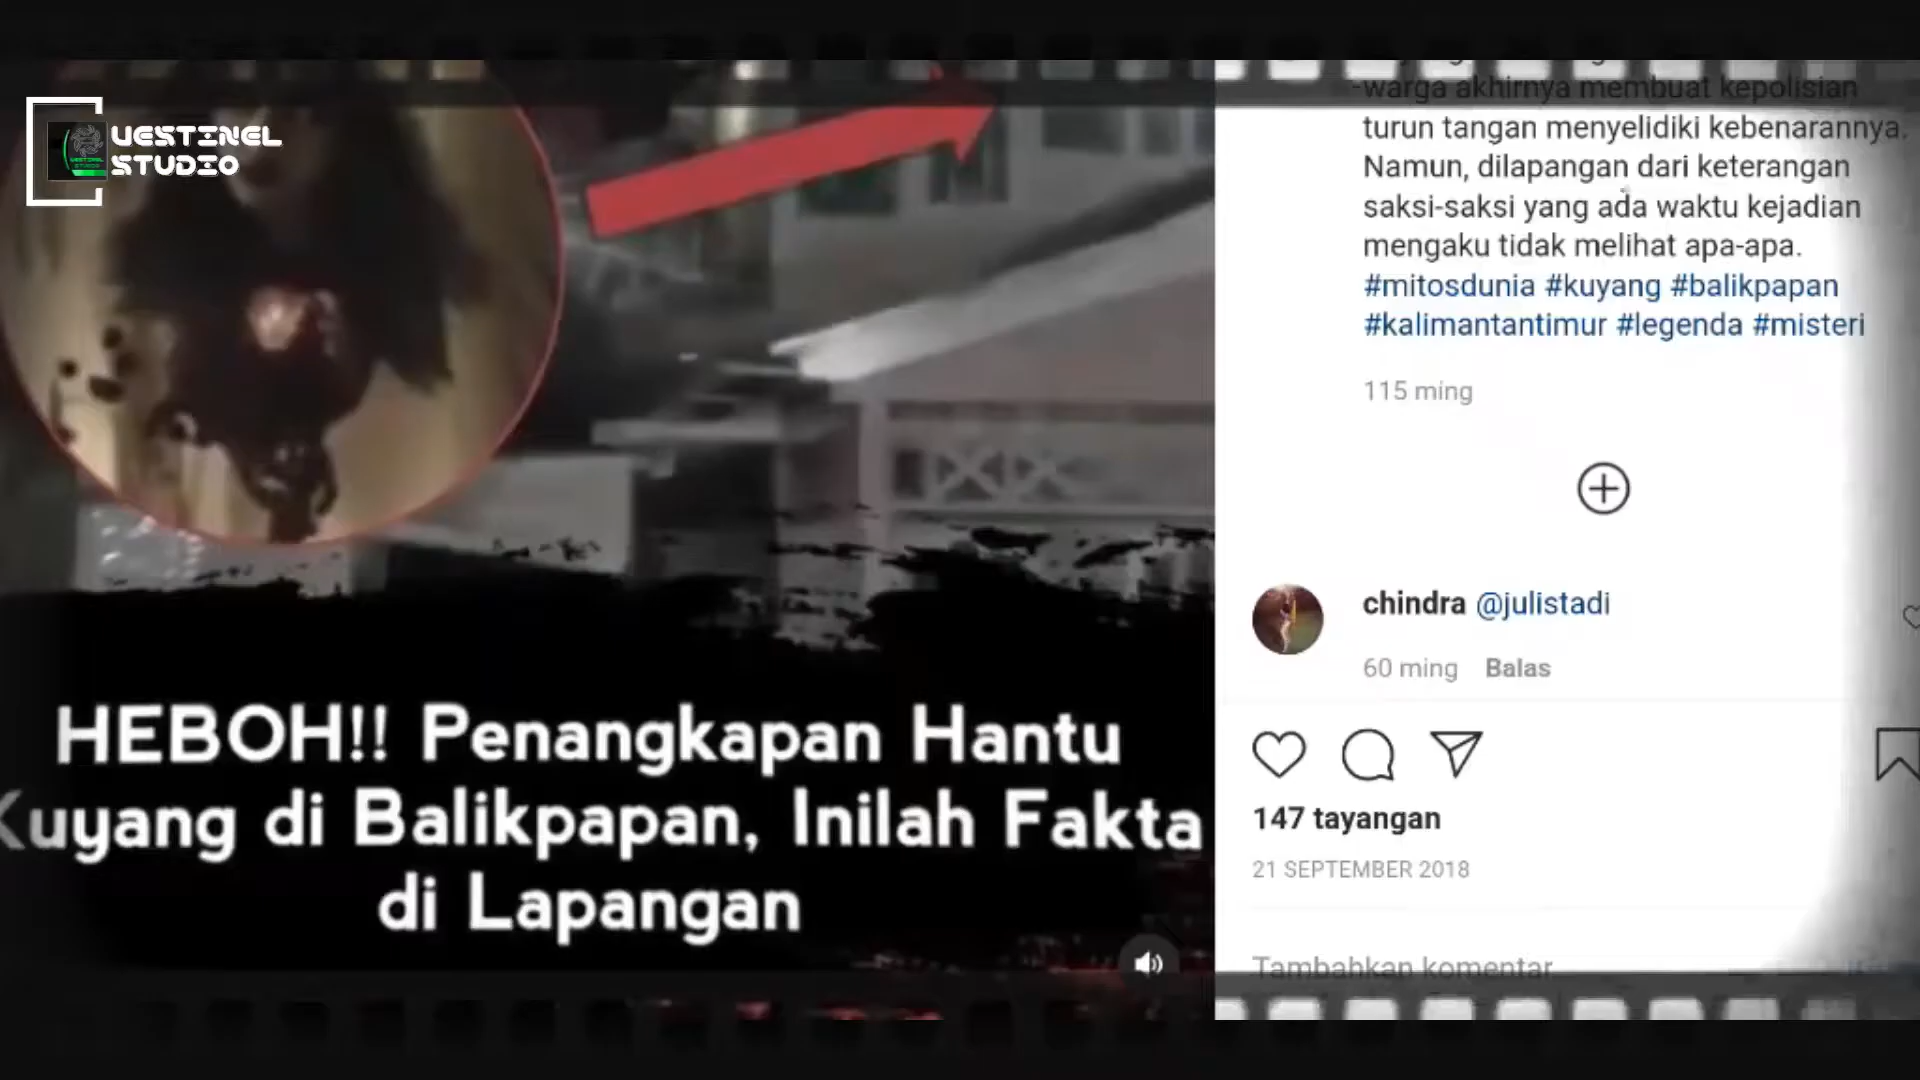 VESTINEL
STUDIO
HEBOH!! Penangkapan Hantu
Kuyang di Balikpapan, Inilah Fakta
di Lapangan
-warga akhirnya membuat kepolisian
turun tangan menyelidiki kebenarannya.
Namun, dilapangan dari keterangan
saksi-saksi yang ada waktu kejadian
mengaku tidak melihat apa-apa.
#mitosdunia #kuyang #balikpapan
#kalimantantimur #legenda #misteri
115 ming
chindra @julistadi
60 ming Balas
147 tayangan
21 SEPTEMBER 2018
Tambahkan komentar